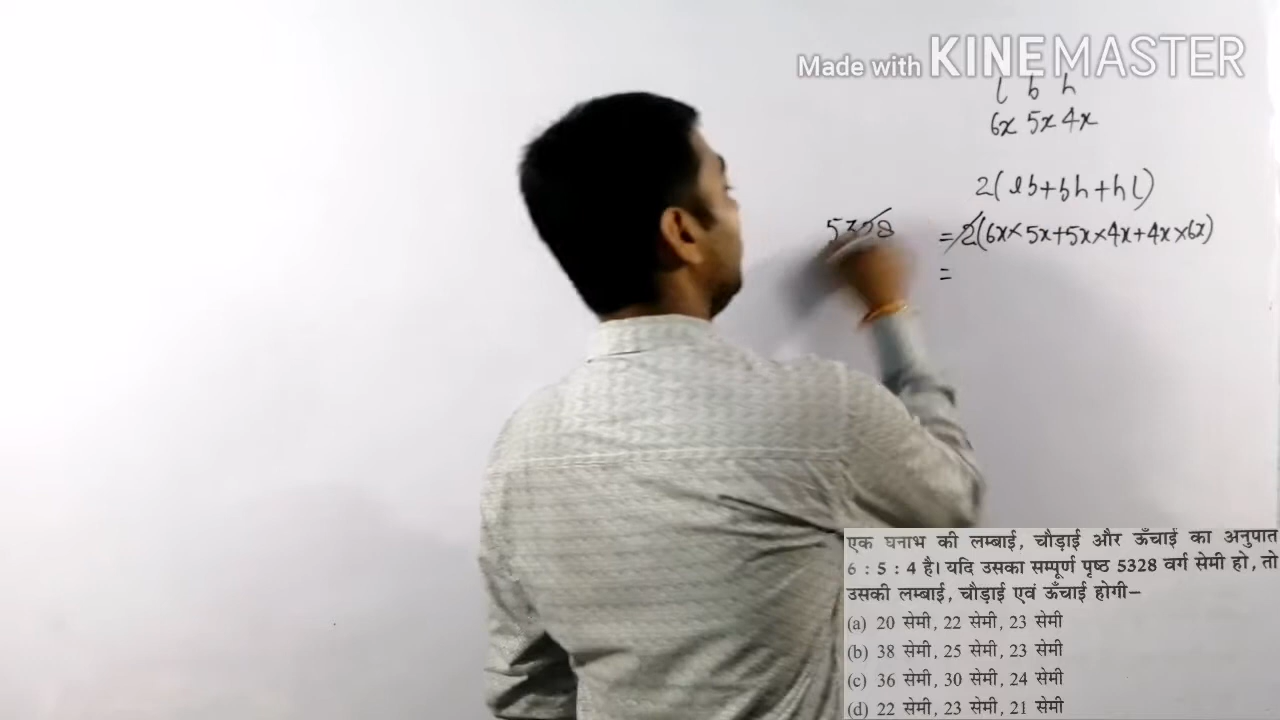 Made with KINEMASTER
l b h
6x 5x 4x
2(lb+bh+hl)
5328 = 2(6x×5x+5x×4x+4x×6x)
=
एक घनाभ की लम्बाई, चौड़ाई और ऊँचाई का अनुपात
6 : 5 : 4 है। यदि उसका सम्पूर्ण पृष्ठ 5328 वर्ग सेमी हो, तो
उसकी लम्बाई, चौड़ाई एवं ऊँचाई होगी–
(a) 20 सेमी, 22 सेमी, 23 सेमी
(b) 38 सेमी, 25 सेमी, 23 सेमी
(c) 36 सेमी, 30 सेमी, 24 सेमी
(d) 22 सेमी, 23 सेमी, 21 सेमी